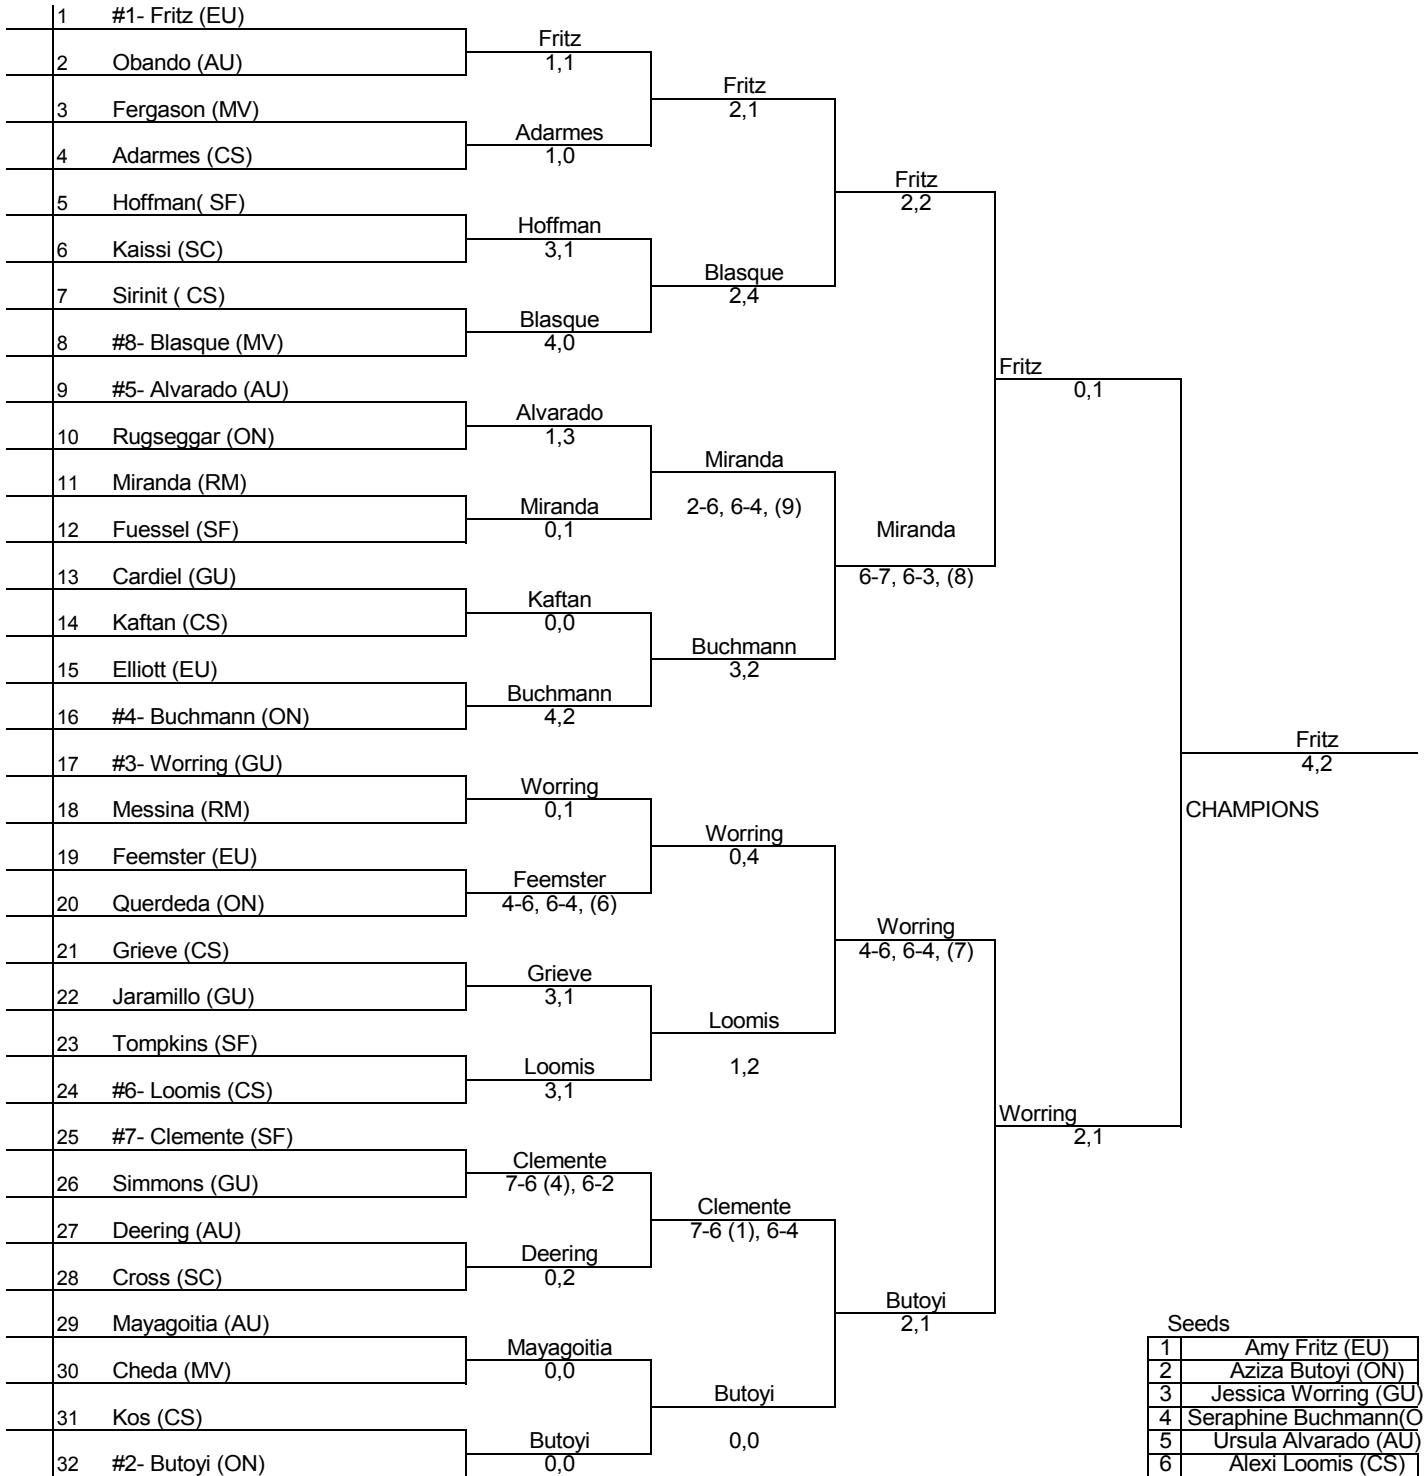 1 #1- Fritz (EU)
Fritz
2 Obando (AU)
1,1
Fritz
3 Fergason (MV)
2,1
Adarmes
4 Adarmes (CS)
1,0
Fritz
5 Hoffman( SF)
2,2
Hoffman
6 Kaissi (SC)
3,1
Blasque
7 Sirinit ( CS)
2,4
Blasque
8 #8- Blasque (MV)
4,0
Fritz
9 #5- Alvarado (AU)
0,1
Alvarado
10 Rugseggar (ON)
1,3
Miranda
11 Miranda (RM)
Miranda
2-6, 6-4, (9)
12 Fuessel (SF)
0,1
Miranda
13 Cardiel (GU)
6-7, 6-3, (8)
Kaftan
14 Kaftan (CS)
0,0
Buchmann
15 Elliott (EU)
3,2
Buchmann
16 #4- Buchmann (ON)
4,2
Fritz
17 #3- Worring (GU)
4,2
Worring
18 Messina (RM)
0,1
CHAMPIONS
Worring
19 Feemster (EU)
0,4
Feemster
20 Querdeda (ON)
4-6, 6-4, (6)
Worring
21 Grieve (CS)
4-6, 6-4, (7)
Grieve
22 Jaramillo (GU)
3,1
Loomis
23 Tompkins (SF)
Loomis
1,2
24 #6- Loomis (CS)
3,1
Worring
25 #7- Clemente (SF)
2,1
Clemente
26 Simmons (GU)
7-6 (4), 6-2
Clemente
27 Deering (AU)
7-6 (1), 6-4
Deering
28 Cross (SC)
0,2
Butoyi
29 Mayagoitia (AU)
2,1
Seeds
Mayagoitia
1 Amy Fritz (EU)
30 Cheda (MV)
0,0
2 Aziza Butoyi (ON)
Butoyi
3 Jessica Worring (GU)
31 Kos (CS)
4 Seraphine Buchmann(O
Butoyi
0,0
5 Ursula Alvarado (AU)
32 #2- Butoyi (ON)
0,0
6 Alexi Loomis (CS)